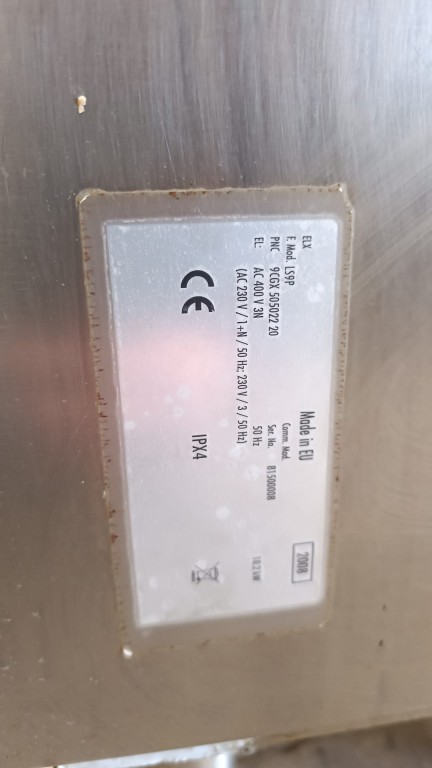 ELX
Made in EU
2008
F. Mod. LS9P
Comm. Mod.
PNC 9CGX 505022 20
Ser. No. 81500008
EL: AC 400 V 3N
50 Hz
10.2 kW
(AC 230 V / 1+N / 50 Hz; 230 V / 3 / 50 Hz)
CE
IPX4